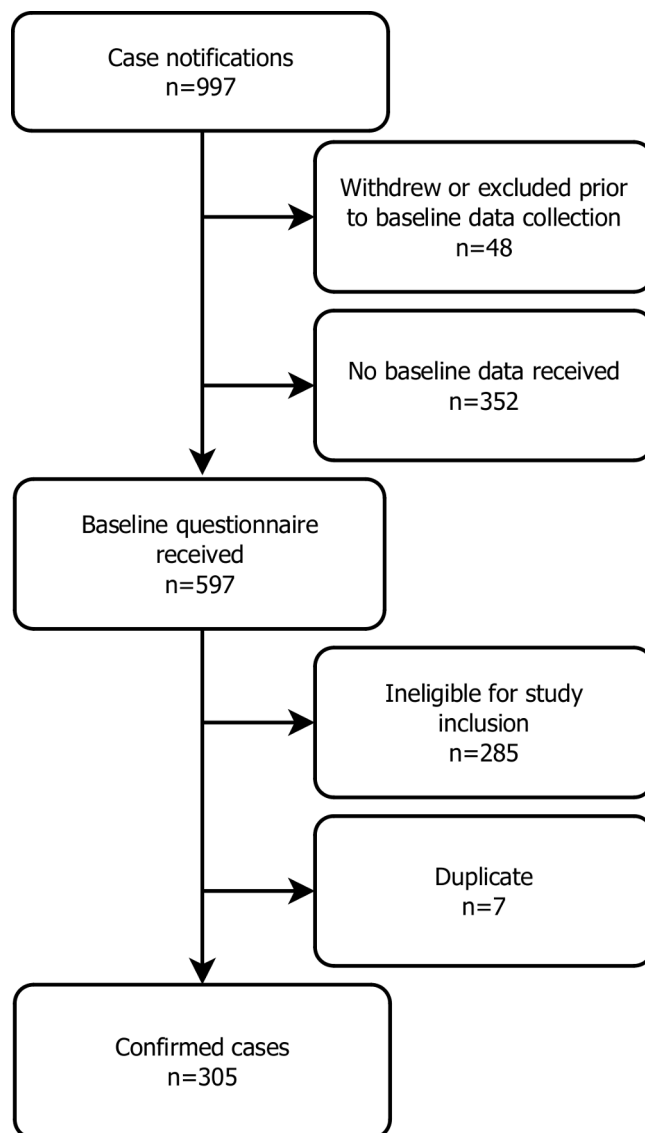 Case notifications
n=997
Withdrew or excluded prior
to baseline data collection
n=48
No baseline data received
n=352
Baseline questionnaire
received
n=597
Ineligible for study
inclusion
n=285
Duplicate
n=7
Confirmed cases
n=305